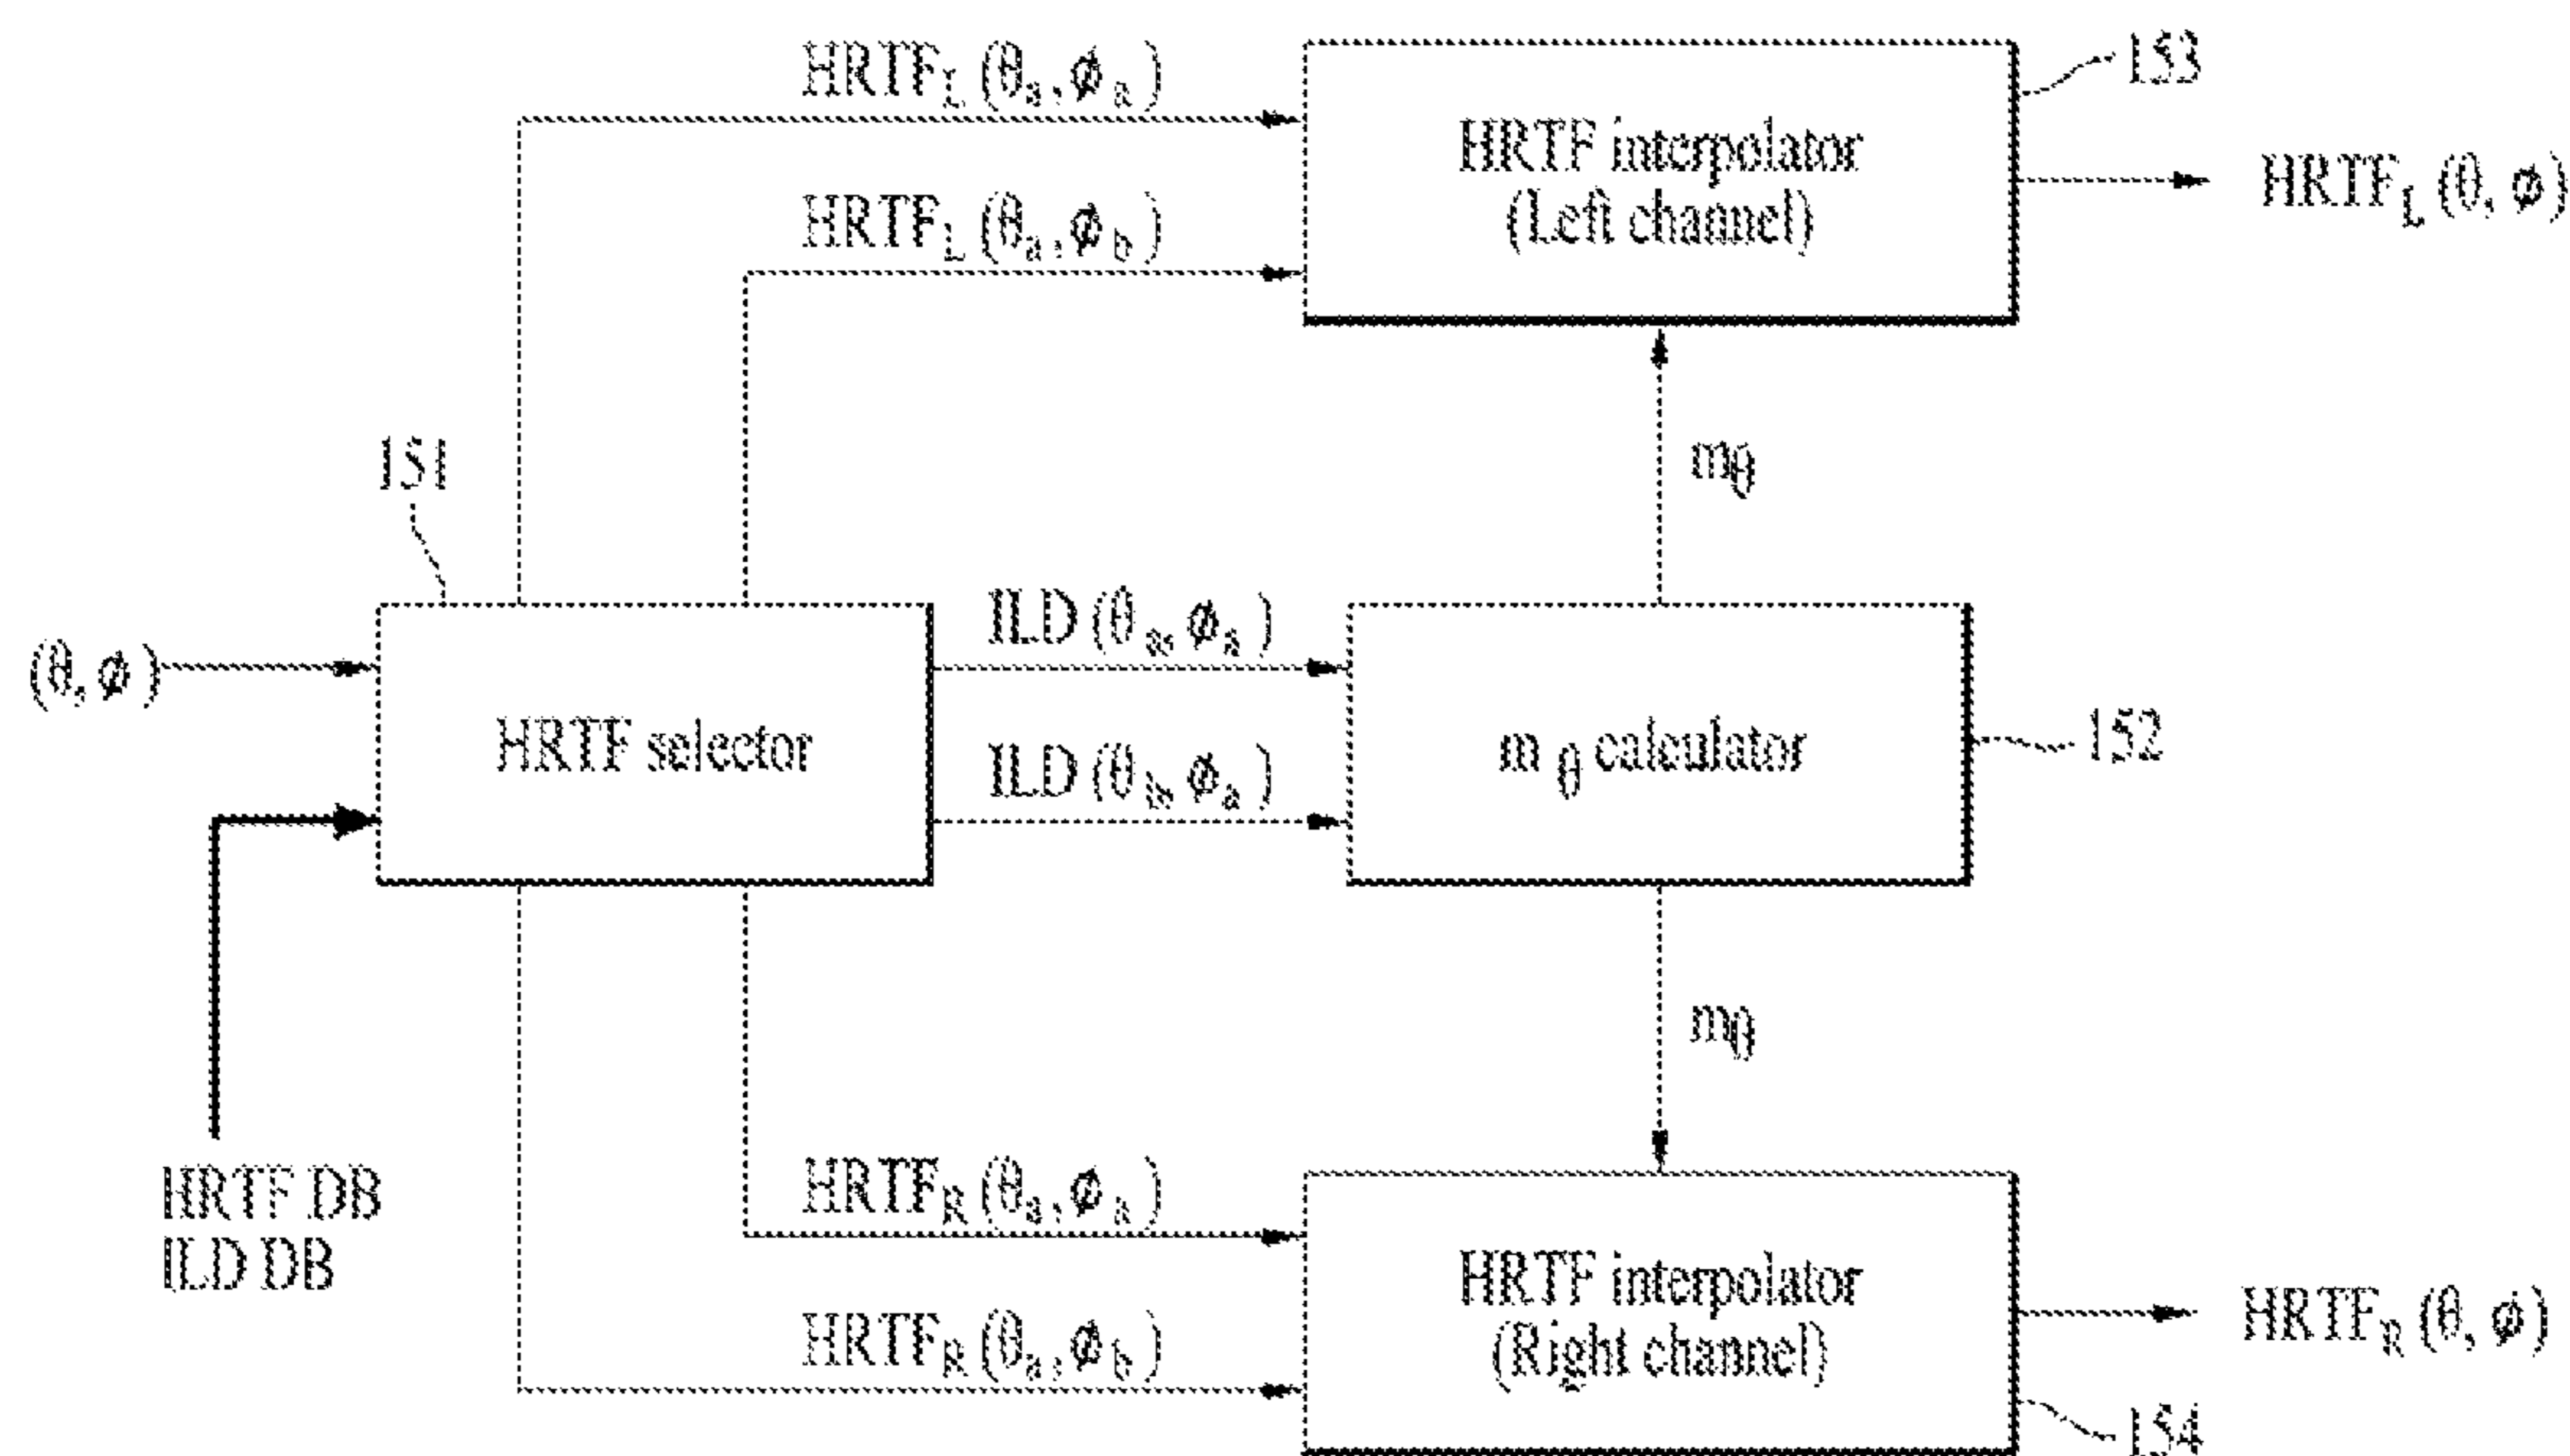 HRTF_L (θ_a, ϕ_a)
153
HRTF interpolator
(Left channel)
HRTF_L (θ, ϕ)
HRTF_L (θ_a, ϕ_b)
m_θ
151
ILD (θ_a, ϕ_a)
(θ, ϕ)
HRTF selector
m_θ calculator
152
ILD (θ_b, ϕ_a)
m_θ
HRTF DB
ILD DB
HRTF_R (θ_a, ϕ_a)
HRTF interpolator
(Right channel)
HRTF_R (θ, ϕ)
HRTF_R (θ_a, ϕ_b)
154